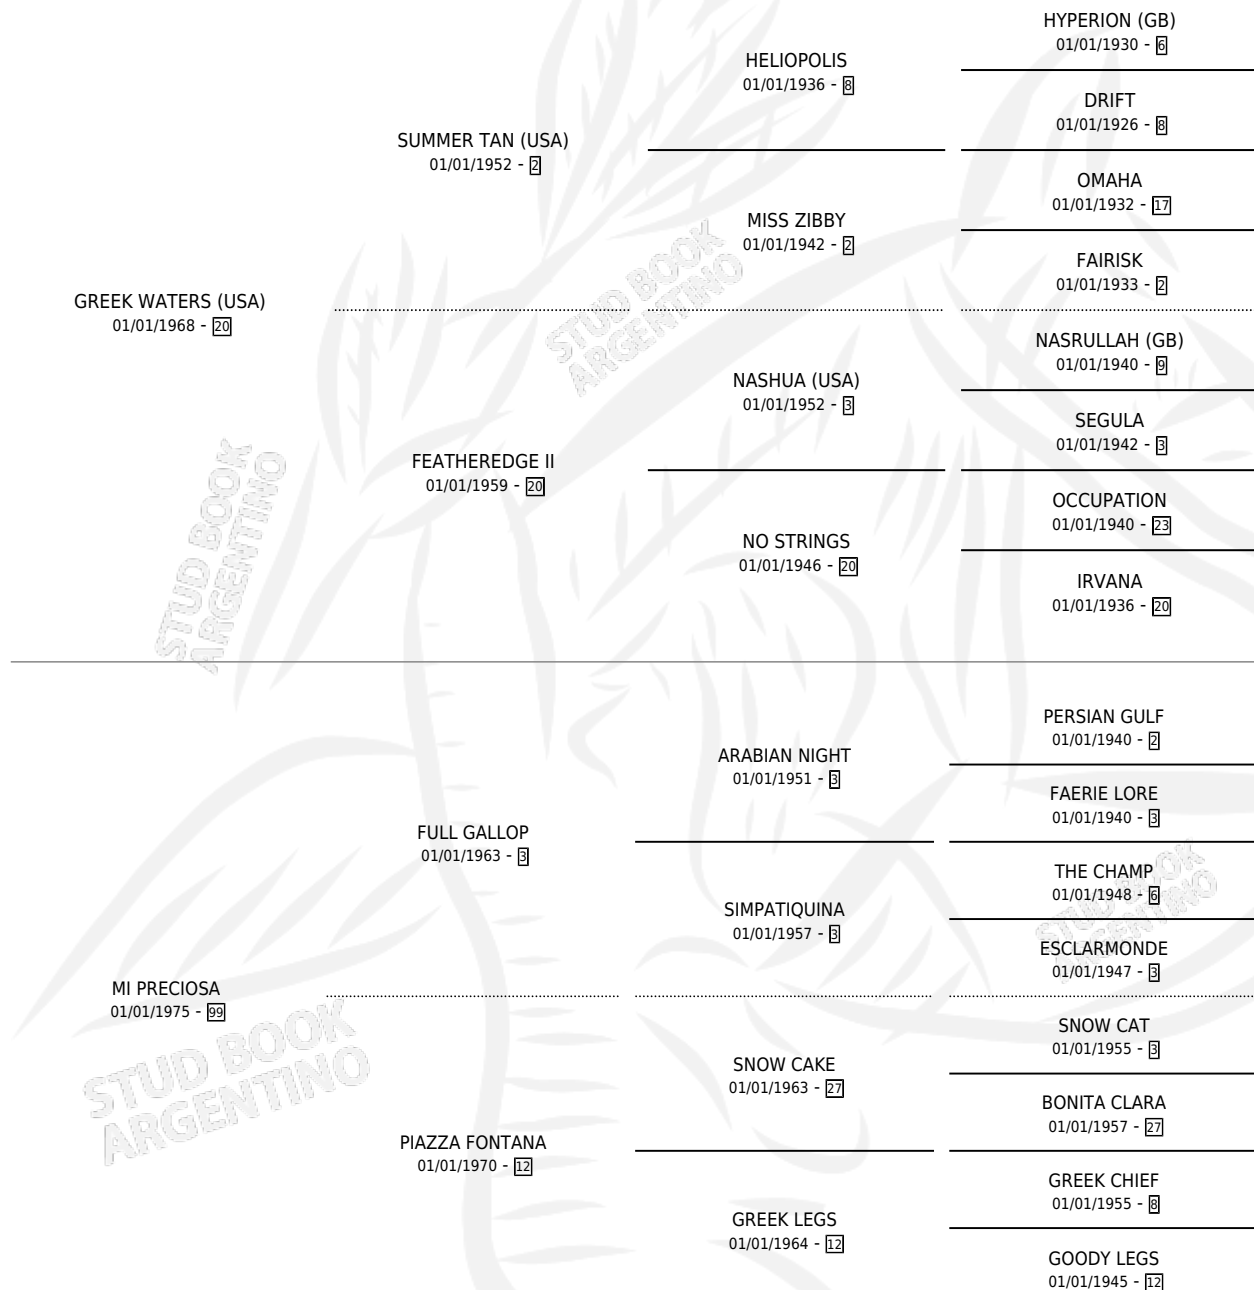 HYPERION (GB)
01/01/1930 - 6
HELIOPOLIS
01/01/1936 - 8
DRIFT
01/01/1926 - 8
SUMMER TAN (USA)
01/01/1952 - 2
OMAHA
01/01/1932 - 17
MISS ZIBBY
01/01/1942 - 2
FAIRISK
01/01/1933 - 2
GREEK WATERS (USA)
01/01/1968 - 20
STUD BOOK
ARGENTINO
NASRULLAH (GB)
01/01/1940 - 9
NASHUA (USA)
01/01/1952 - 3
SEGULA
01/01/1942 - 3
FEATHEREDGE II
01/01/1959 - 20
OCCUPATION
01/01/1940 - 23
NO STRINGS
01/01/1946 - 20
IRVANA
01/01/1936 - 20
STUD BOOK
ARGENTINO
PERSIAN GULF
01/01/1940 - 2
ARABIAN NIGHT
01/01/1951 - 3
FAERIE LORE
01/01/1940 - 3
FULL GALLOP
01/01/1963 - 3
THE CHAMP
01/01/1948 - 6
SIMPATIQUINA
01/01/1957 - 3
STUD BOOK
ARGENTINO
ESCLARMONDE
01/01/1947 - 3
MI PRECIOSA
01/01/1975 - 99
SNOW CAT
01/01/1955 - 3
SNOW CAKE
01/01/1963 - 27
STUD BOOK
ARGENTINO
BONITA CLARA
01/01/1957 - 27
PIAZZA FONTANA
01/01/1970 - 12
GREEK CHIEF
01/01/1955 - 8
GREEK LEGS
01/01/1964 - 12
GOODY LEGS
01/01/1945 - 12